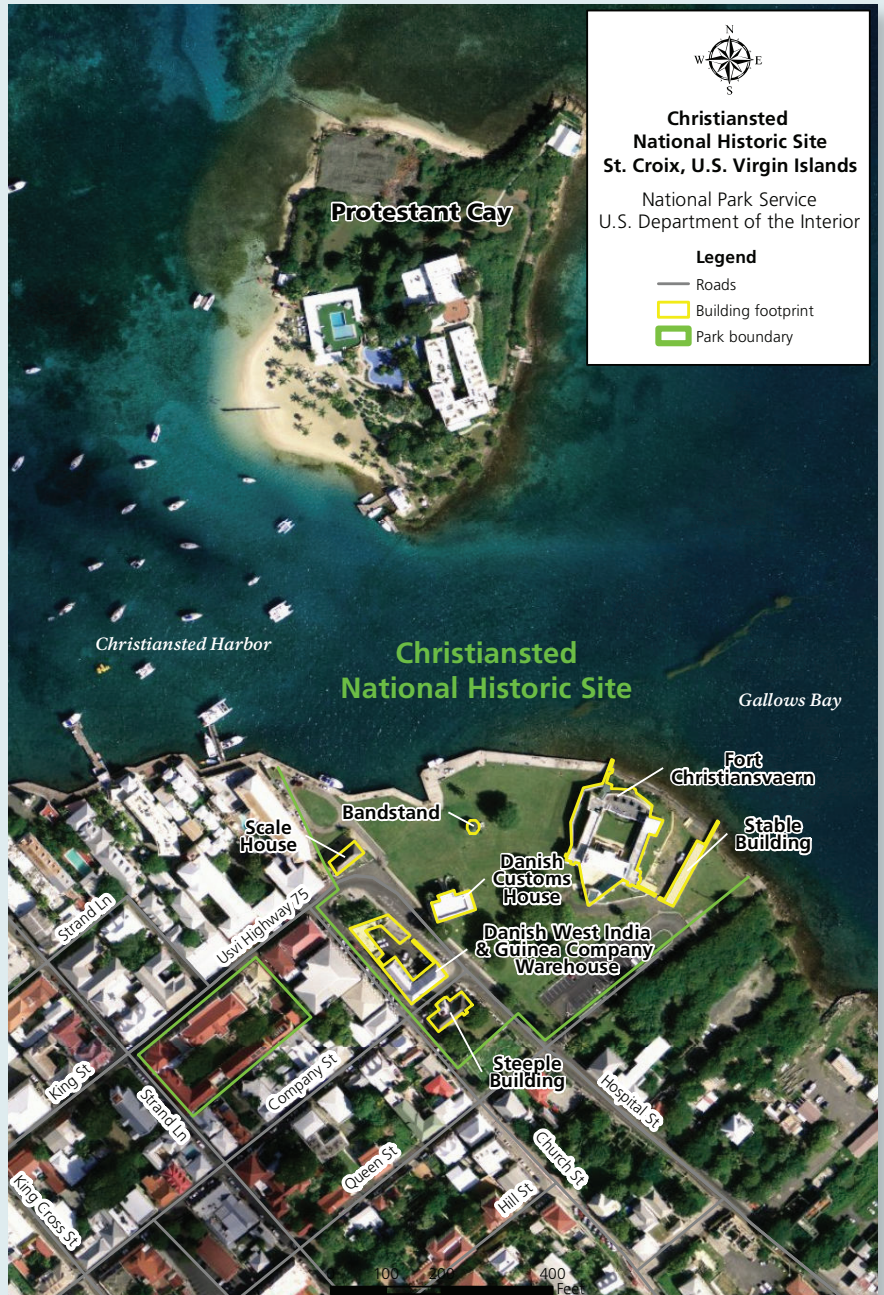 N
W E
S
Christiansted
National Historic Site
St. Croix, U.S. Virgin Islands
National Park Service
U.S. Department of the Interior
Legend
Roads
Building footprint
Park boundary
Protestant Cay
Christiansted Harbor
Christiansted
National Historic Site
Gallows Bay
Fort
Christiansvaern
Bandstand
Scale
House
Stable
Building
Danish
Customs
House
Strand Ln
Usvi Highway 75
Danish West India
& Guinea Company
Warehouse
Steeple
Building
King St
Strand Ln
Company St
Hospital St
King Cross St
Queen St
Church St
Hill St
100 200 400
Feet